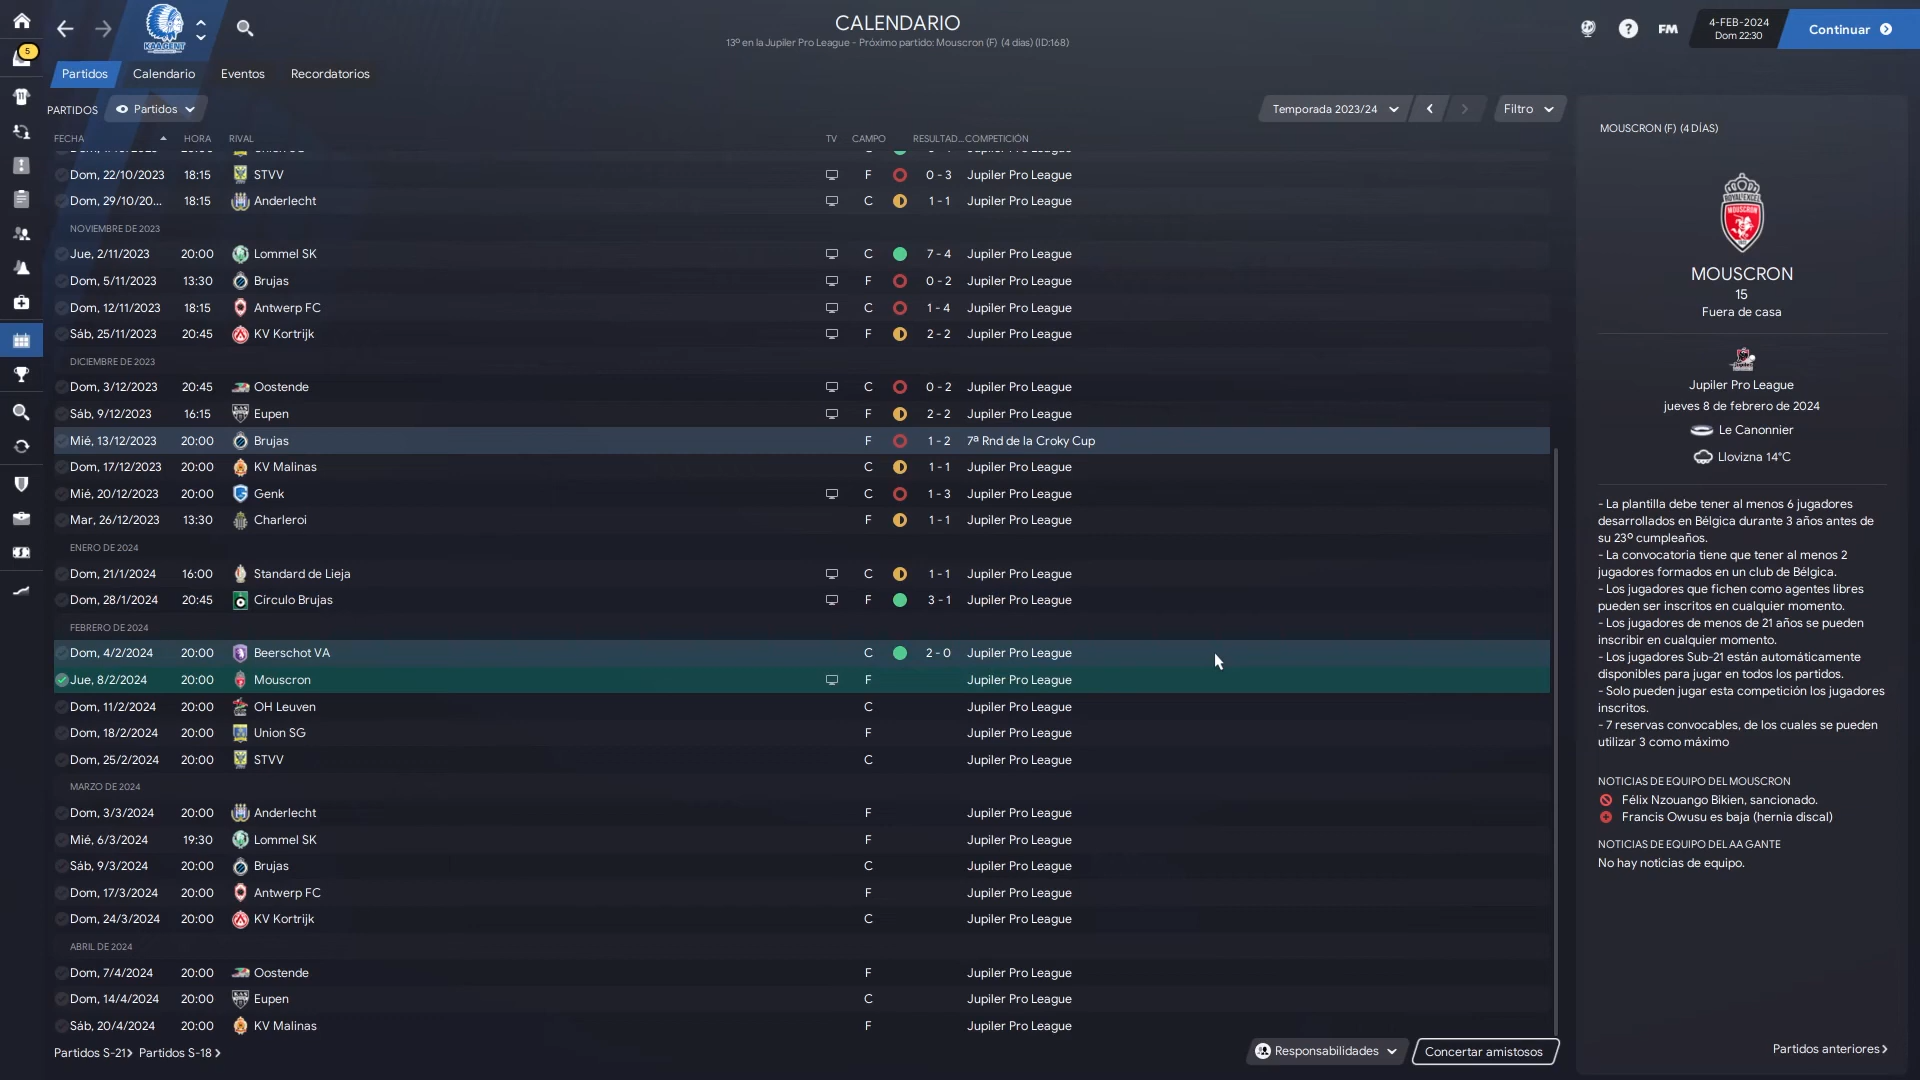 5
KAA GENT
CALENDARIO
13º en la Jupiler Pro League - Próximo partido: Mouscron (F) (4 días) (ID:168)
FM
4-FEB-2024
Dom 22:30
Continuar
Partidos Calendario Eventos Recordatorios
PARTIDOS Partidos
Temporada 2023/24 Filtro
FECHA HORA RIVAL TV CAMPO RESULTAD... COMPETICIÓN
Dom, 22/10/2023 18:15 STVV F 0 - 3 Jupiler Pro League
Dom, 29/10/20... 18:15 Anderlecht C 1 - 1 Jupiler Pro League
NOVIEMBRE DE 2023
Jue, 2/11/2023 20:00 Lommel SK C 7 - 4 Jupiler Pro League
Dom, 5/11/2023 13:30 Brujas F 0 - 2 Jupiler Pro League
Dom, 12/11/2023 18:15 Antwerp FC C 1 - 4 Jupiler Pro League
Sáb, 25/11/2023 20:45 KV Kortrijk F 2 - 2 Jupiler Pro League
DICIEMBRE DE 2023
Dom, 3/12/2023 20:45 Oostende C 0 - 2 Jupiler Pro League
Sáb, 9/12/2023 16:15 Eupen F 2 - 2 Jupiler Pro League
Mié, 13/12/2023 20:00 Brujas F 1 - 2 7ª Rnd de la Croky Cup
Dom, 17/12/2023 20:00 KV Malinas C 1 - 1 Jupiler Pro League
Mié, 20/12/2023 20:00 Genk C 1 - 3 Jupiler Pro League
Mar, 26/12/2023 13:30 Charleroi F 1 - 1 Jupiler Pro League
ENERO DE 2024
Dom, 21/1/2024 16:00 Standard de Lieja C 1 - 1 Jupiler Pro League
Dom, 28/1/2024 20:45 Círculo Brujas F 3 - 1 Jupiler Pro League
FEBRERO DE 2024
Dom, 4/2/2024 20:00 Beerschot VA C 2 - 0 Jupiler Pro League
Jue, 8/2/2024 20:00 Mouscron F Jupiler Pro League
Dom, 11/2/2024 20:00 OH Leuven C Jupiler Pro League
Dom, 18/2/2024 20:00 Union SG F Jupiler Pro League
Dom, 25/2/2024 20:00 STVV C Jupiler Pro League
MARZO DE 2024
Dom, 3/3/2024 20:00 Anderlecht F Jupiler Pro League
Mié, 6/3/2024 19:30 Lommel SK F Jupiler Pro League
Sáb, 9/3/2024 20:00 Brujas C Jupiler Pro League
Dom, 17/3/2024 20:00 Antwerp FC F Jupiler Pro League
Dom, 24/3/2024 20:00 KV Kortrijk C Jupiler Pro League
ABRIL DE 2024
Dom, 7/4/2024 20:00 Oostende F Jupiler Pro League
Dom, 14/4/2024 20:00 Eupen C Jupiler Pro League
Sáb, 20/4/2024 20:00 KV Malinas F Jupiler Pro League
Partidos S-21 Partidos S-18
Responsabilidades Concertar amistosos
MOUSCRON (F) (4 DÍAS)
MOUSCRON
MOUSCRON
15
Fuera de casa
Jupiler Pro League
jueves 8 de febrero de 2024
Le Canonnier
Llovizna 14°C
- La plantilla debe tener al menos 6 jugadores
desarrollados en Bélgica durante 3 años antes de
su 23º cumpleaños.
- La convocatoria tiene que tener al menos 2
jugadores formados en un club de Bélgica.
- Los jugadores que fichen como agentes libres
pueden ser inscritos en cualquier momento.
- Los jugadores de menos de 21 años se pueden
inscribir en cualquier momento.
- Los jugadores Sub-21 están automáticamente
disponibles para jugar en todos los partidos.
- Solo pueden jugar esta competición los jugadores
inscritos.
- 7 reservas convocables, de los cuales se pueden
utilizar 3 como máximo
NOTICIAS DE EQUIPO DEL MOUSCRON
Félix Nzouango Bikien, sancionado.
Francis Owusu es baja (hernia discal)
NOTICIAS DE EQUIPO DEL AA GANTE
No hay noticias de equipo.
Partidos anteriores